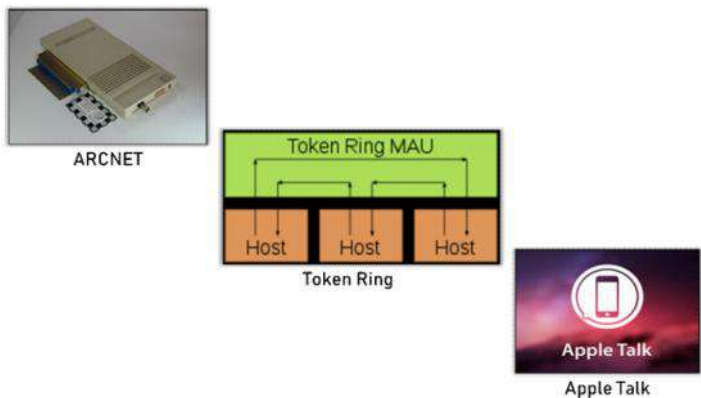 ARCNET
Token Ring MAU
Host Host Host
Token Ring
Apple Talk
Apple Talk